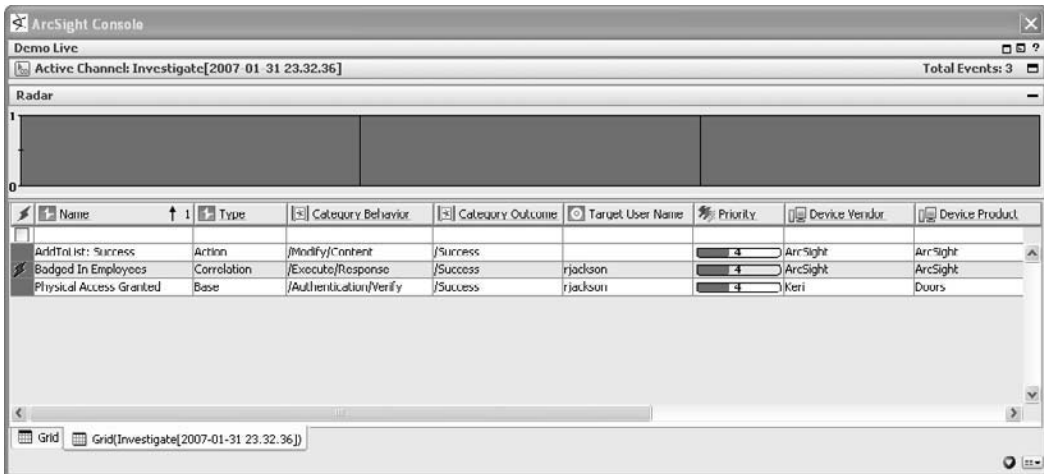 ArcSight Console
Demo Live
?
Active Channel: Investigate[2007-01-31 23.32.36] Total Events: 3
Radar
1
0
Name 1 Type Category Behavior Category Outcome Target User Name Priority Device Vendor Device Product
AddToList: Success Action /Modify/Content /Success 4 ArcSight ArcSight
Badged In Employees Correlation /Execute/Response /Success rjackson 4 ArcSight ArcSight
Physical Access Granted Base /Authentication/Verify /Success rjackson 4 Keri Doors
Grid Grid(Investigate[2007-01-31 23.32.36])